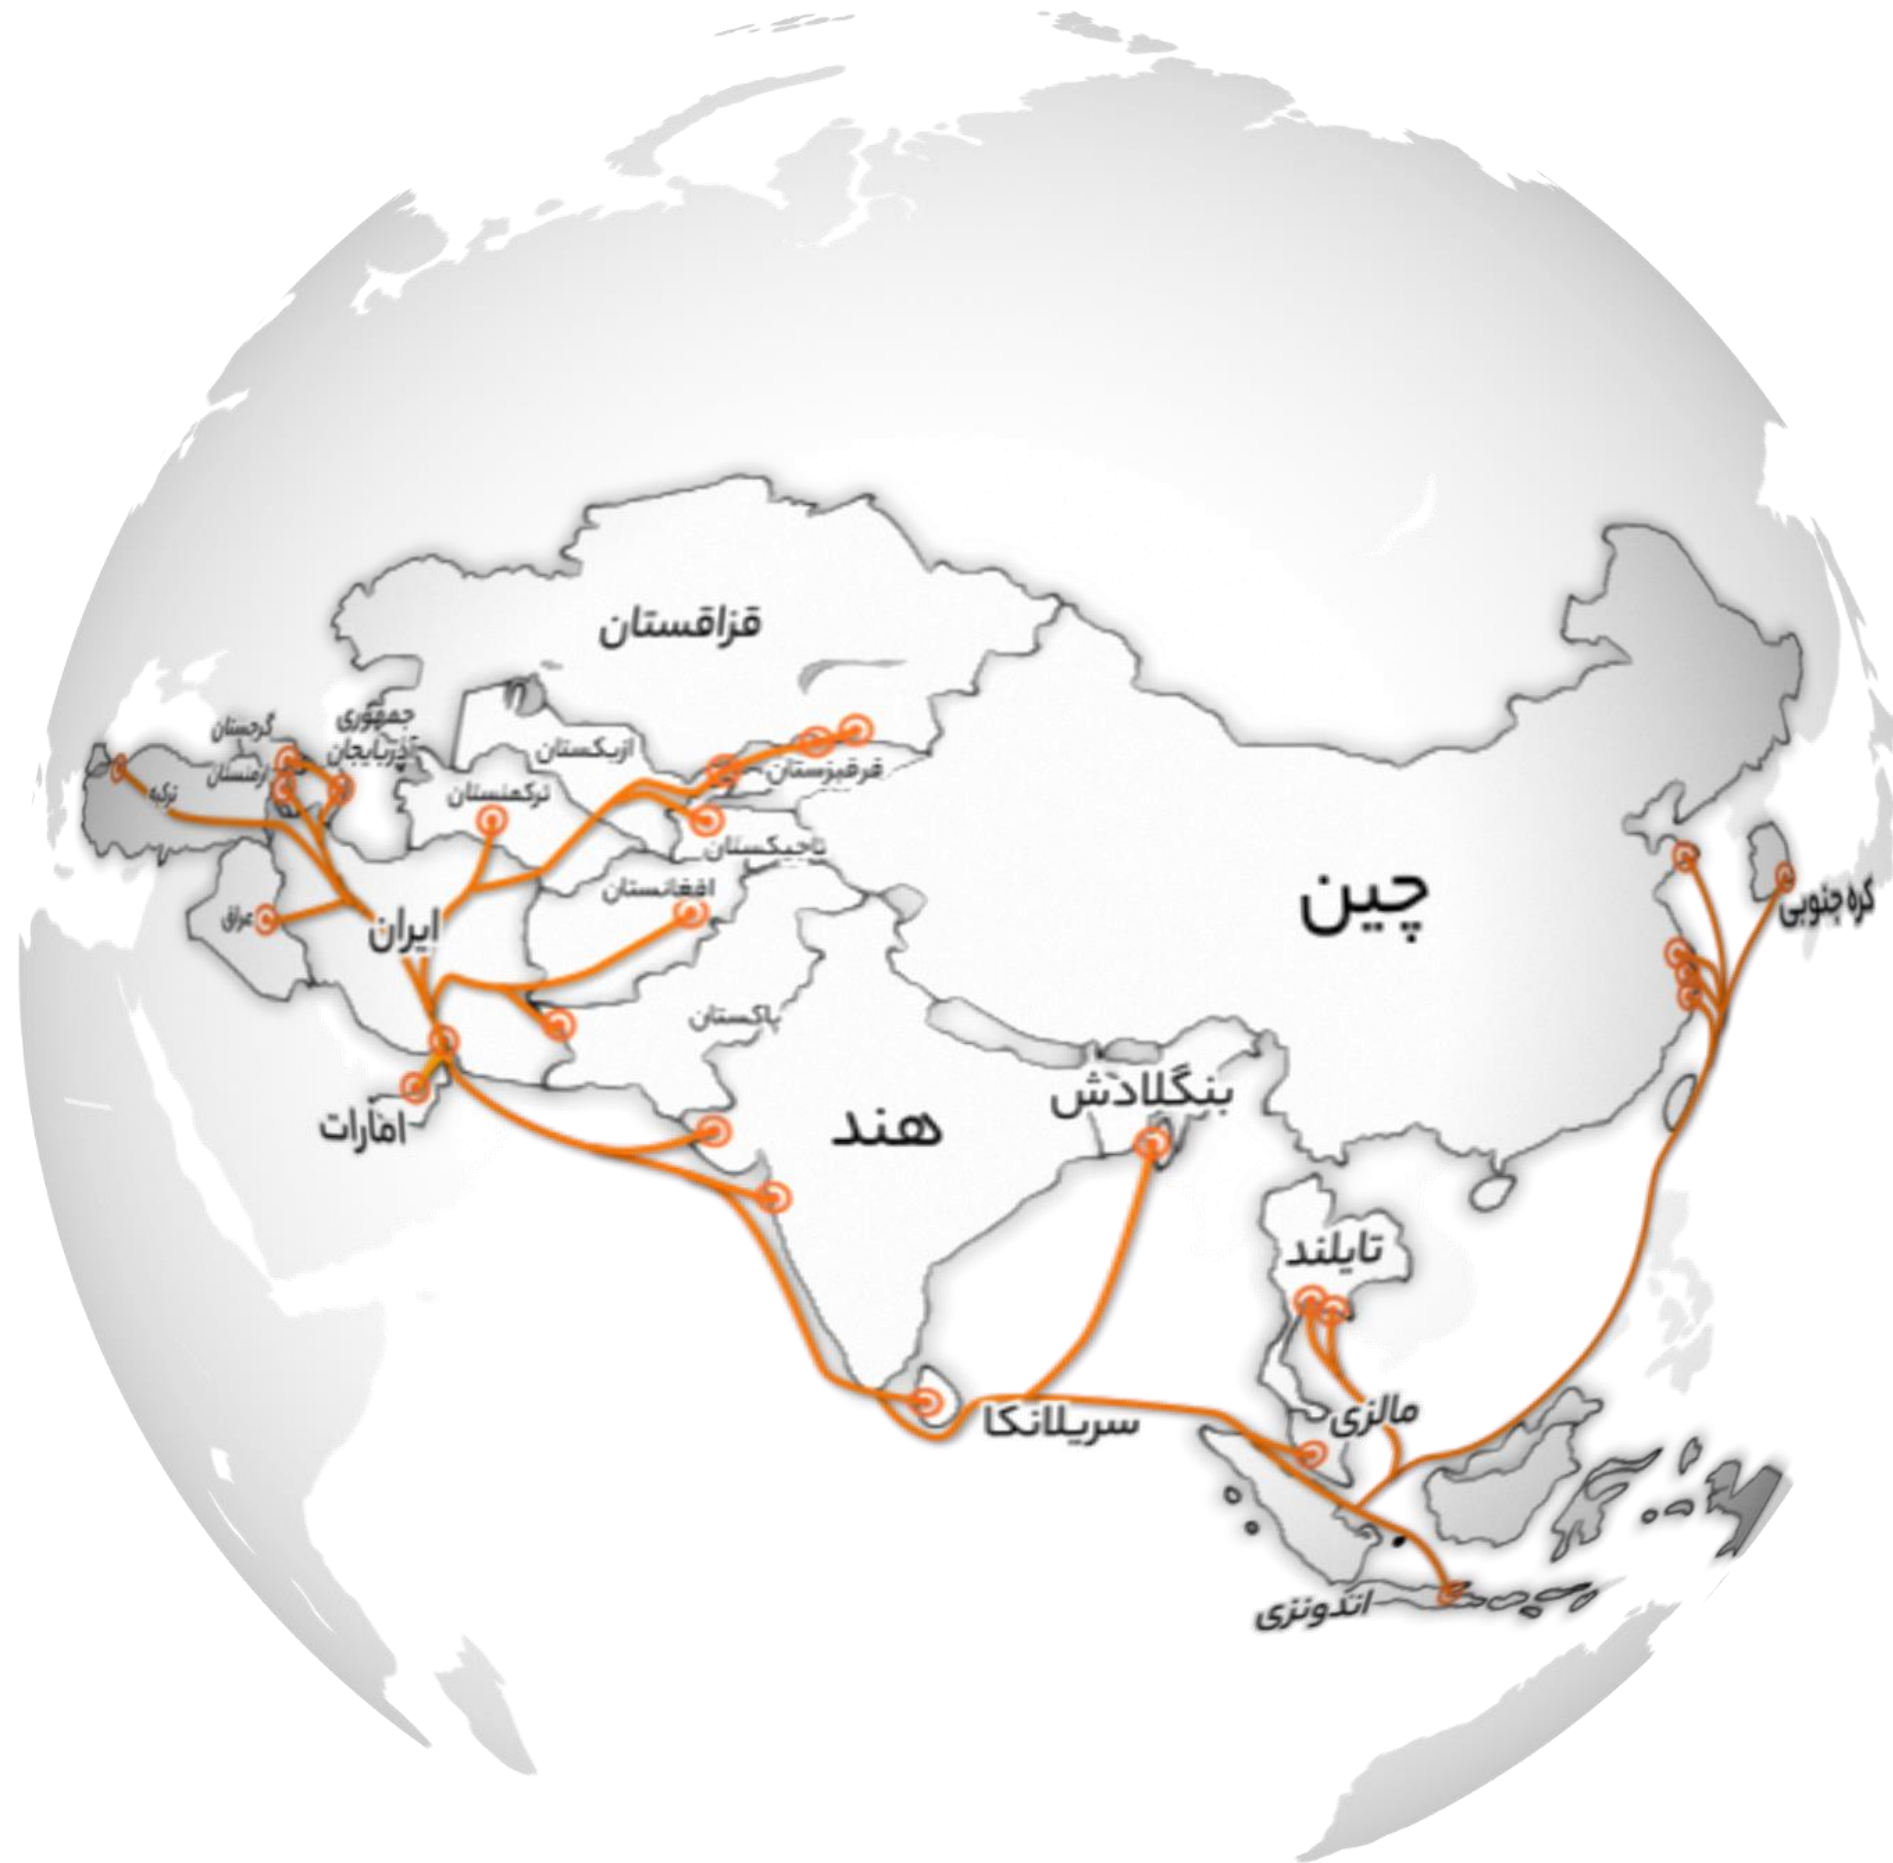 قزاقستان
گرجستان
جمهوری
آذربایجان
ازبکستان
ارمنستان
قرقیزستان
ترکیه
ترکمنستان
تاجیکستان
افغانستان
چین
کره جنوبی
ایران
عراق
پاکستان
بنگلادش
هند
امارات
تایلند
مالزی
سریلانکا
اندونزی